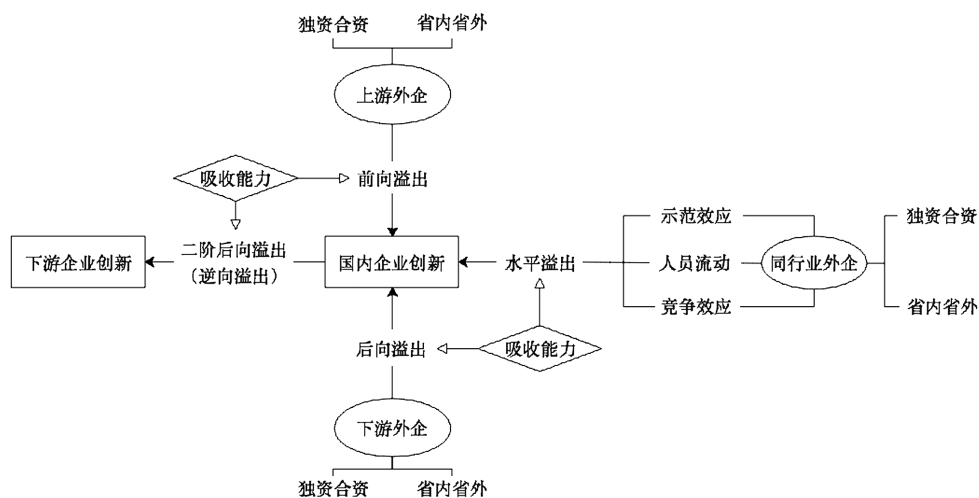 独资合资
省内省外
上游外企
吸收能力
前向溢出
下游企业创新
二阶后向溢出
（逆向溢出）
国内企业创新
水平溢出
示范效应
人员流动
竞争效应
同行业外企
独资合资
省内省外
后向溢出
吸收能力
下游外企
独资合资
省内省外